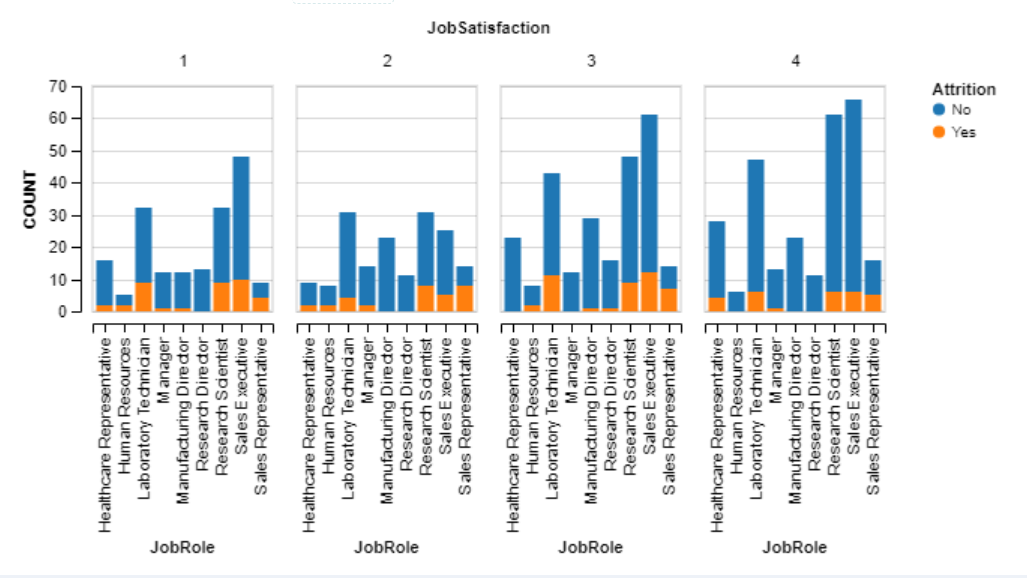 JobSatisfaction
1 2 3 4
Attrition
No
Yes
COUNT
70
60
50
40
30
20
10
0
Healthcare Representative
Human Resources
Laboratory Technician
Manager
Manufacturing Director
Research Director
Research Scientist
Sales Executive
Sales Representative
Healthcare Representative
Human Resources
Laboratory Technician
Manager
Manufacturing Director
Research Director
Research Scientist
Sales Executive
Sales Representative
Healthcare Representative
Human Resources
Laboratory Technician
Manager
Manufacturing Director
Research Director
Research Scientist
Sales Executive
Sales Representative
Healthcare Representative
Human Resources
Laboratory Technician
Manager
Manufacturing Director
Research Director
Research Scientist
Sales Executive
Sales Representative
JobRole JobRole JobRole JobRole